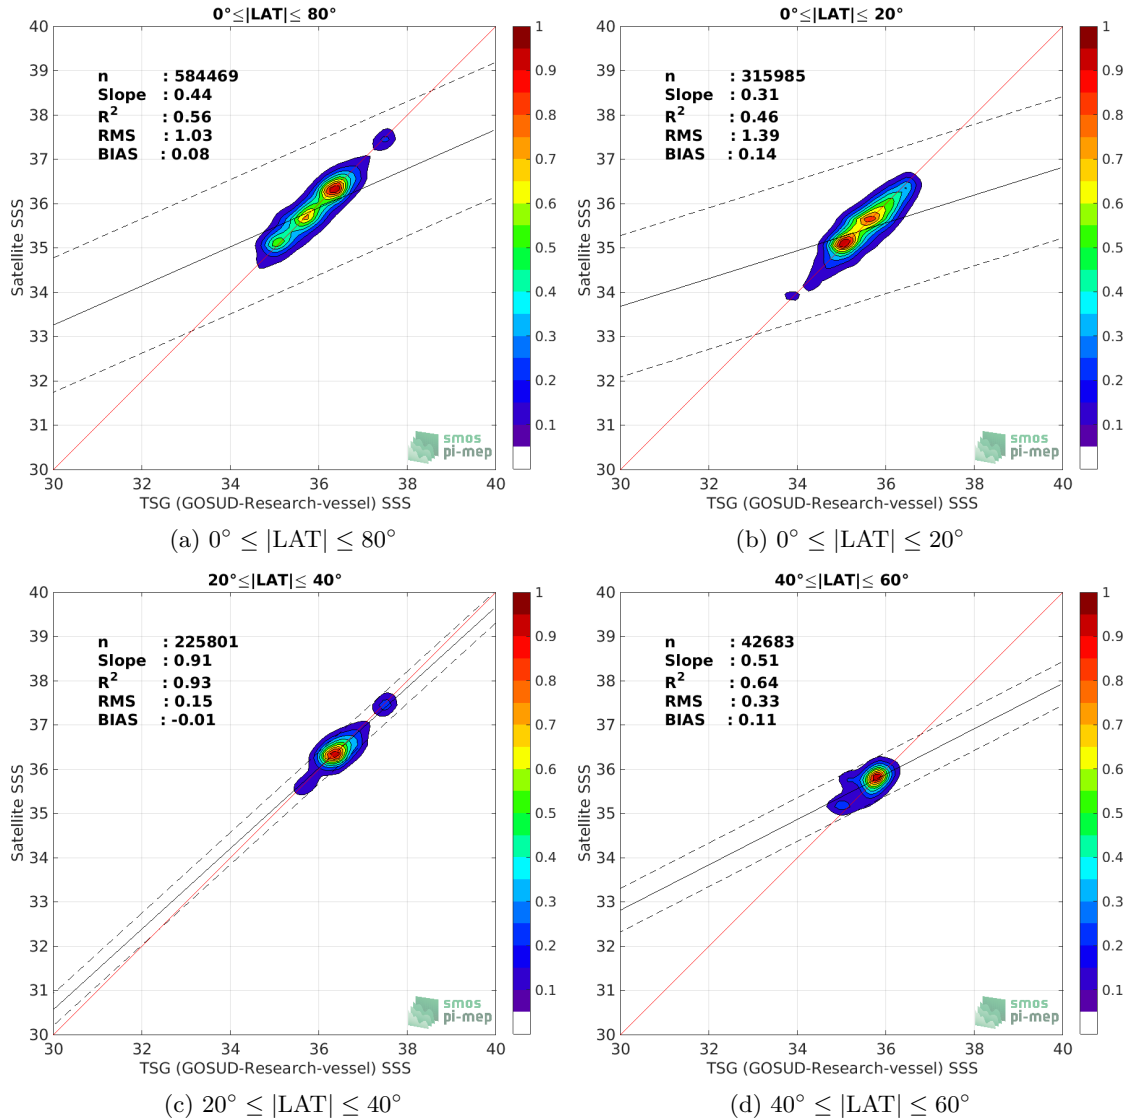 0°≤|LAT|≤ 80°
40
39
38
37
36
35
34
33
32
31
30
Satellite SSS
n : 584469
Slope : 0.44
R² : 0.56
RMS : 1.03
BIAS : 0.08
smos
pi-mep
30 32 34 36 38 40
TSG (GOSUD-Research-vessel) SSS
1
0.9
0.8
0.7
0.6
0.5
0.4
0.3
0.2
0.1
(a) 0° ≤ |LAT| ≤ 80°
0°≤|LAT|≤ 20°
40
39
38
37
36
35
34
33
32
31
30
Satellite SSS
n : 315985
Slope : 0.31
R² : 0.46
RMS : 1.39
BIAS : 0.14
smos
pi-mep
30 32 34 36 38 40
TSG (GOSUD-Research-vessel) SSS
1
0.9
0.8
0.7
0.6
0.5
0.4
0.3
0.2
0.1
(b) 0° ≤ |LAT| ≤ 20°
20°≤|LAT|≤ 40°
40
39
38
37
36
35
34
33
32
31
30
Satellite SSS
n : 225801
Slope : 0.91
R² : 0.93
RMS : 0.15
BIAS : -0.01
smos
pi-mep
30 32 34 36 38 40
TSG (GOSUD-Research-vessel) SSS
1
0.9
0.8
0.7
0.6
0.5
0.4
0.3
0.2
0.1
(c) 20° ≤ |LAT| ≤ 40°
40°≤|LAT|≤ 60°
40
39
38
37
36
35
34
33
32
31
30
Satellite SSS
n : 42683
Slope : 0.51
R² : 0.64
RMS : 0.33
BIAS : 0.11
smos
pi-mep
30 32 34 36 38 40
TSG (GOSUD-Research-vessel) SSS
1
0.9
0.8
0.7
0.6
0.5
0.4
0.3
0.2
0.1
(d) 40° ≤ |LAT| ≤ 60°